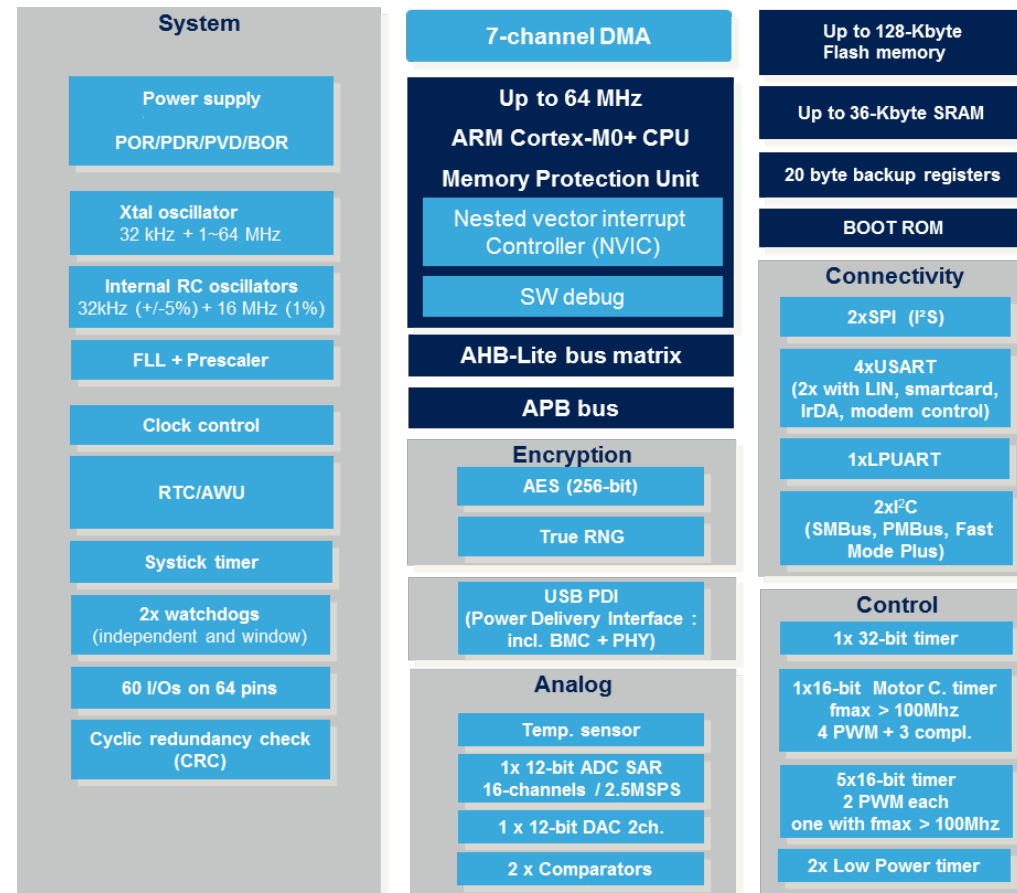 System
Power supply
POR/PDR/PVD/BOR
Xtal oscillator
32 kHz + 1~64 MHz
Internal RC oscillators
32kHz (+/-5%) + 16 MHz (1%)
FLL + Prescaler
Clock control
RTC/AWU
Systick timer
2x watchdogs
(independent and window)
60 I/Os on 64 pins
Cyclic redundancy check
(CRC)
7-channel DMA
Up to 64 MHz
ARM Cortex-M0+ CPU
Memory Protection Unit
Nested vector interrupt
Controller (NVIC)
SW debug
AHB-Lite bus matrix
APB bus
Encryption
AES (256-bit)
True RNG
USB PDI
(Power Delivery Interface :
incl. BMC + PHY)
Analog
Temp. sensor
1x 12-bit ADC SAR
16-channels / 2.5MSPS
1 x 12-bit DAC 2ch.
2 x Comparators
Up to 128-Kbyte
Flash memory
Up to 36-Kbyte SRAM
20 byte backup registers
BOOT ROM
Connectivity
2xSPI (I²S)
4xUSART
(2x with LIN, smartcard,
IrDA, modem control)
1xLPUART
2xI²C
(SMBus, PMBus, Fast
Mode Plus)
Control
1x 32-bit timer
1x16-bit Motor C. timer
fmax > 100Mhz
4 PWM + 3 compl.
5x16-bit timer
2 PWM each
one with fmax > 100Mhz
2x Low Power timer